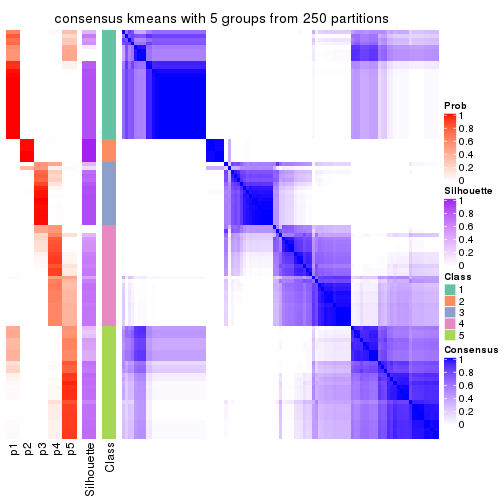 consensus kmeans with 5 groups from 250 partitions
Prob
1
0.8
0.6
0.4
0.2
0
Silhouette
1
0.8
0.6
0.4
0.2
0
Class
1
2
3
4
5
Consensus
1
0.8
0.6
0.4
0.2
0
p1
p2
p3
p4
p5
Silhouette
Class